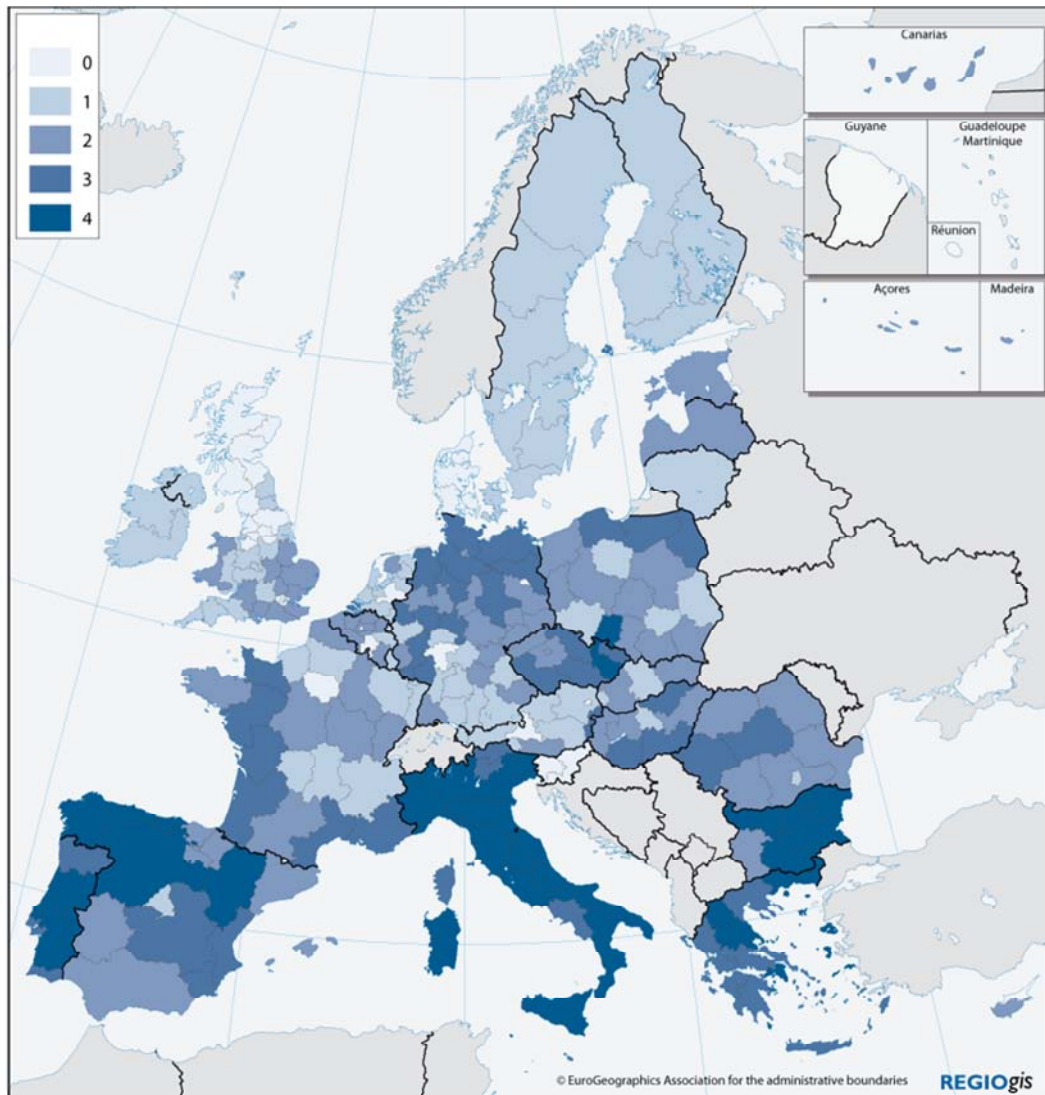 0
1
2
3
4
Canarias
Guyane
Guadeloupe
Martinique
Réunion
Açores
Madeira
© EuroGeographics Association for the administrative boundaries
REGIOgis